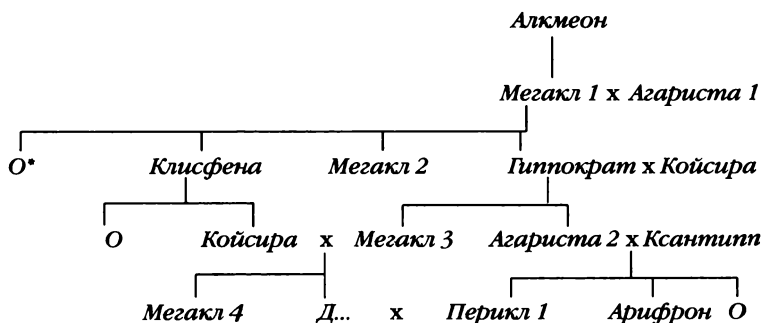 Алкмеон
Мегакл 1 x Агариста 1
О* Клисфена Мегакл 2 Гиппократ x Койсира
О Койсира x Мегакл 3 Агариста 2 x Ксантипп
Мегакл 4 Д... x Перикл 1 Арифрон О